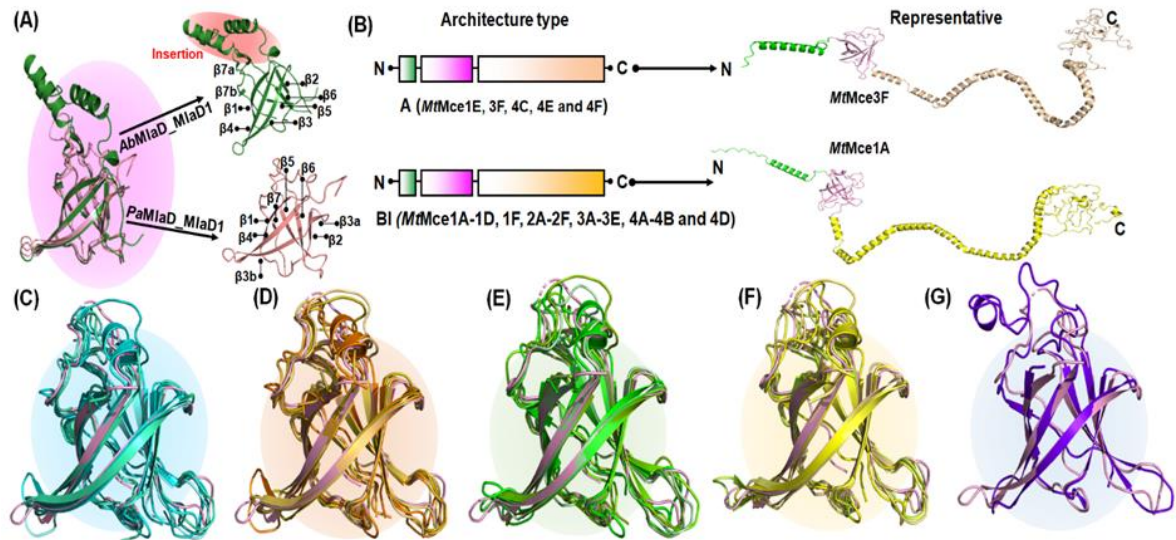 (A)
Insertion
β7a
β7b
β1
β4
β2
β6
β5
β3
AbMlaD_MlaD1
PaMlaD_MlaD1
β5
β6
β7
β1
β4
β3a
β2
β3b
(B)
Architecture type
Representative
N
C
N
C
A (MtMce1E, 3F, 4C, 4E and 4F)
MtMce3F
N
C
N
MtMce1A
C
BI (MtMce1A-1D, 1F, 2A-2F, 3A-3E, 4A-4B and 4D)
(C)
(D)
(E)
(F)
(G)